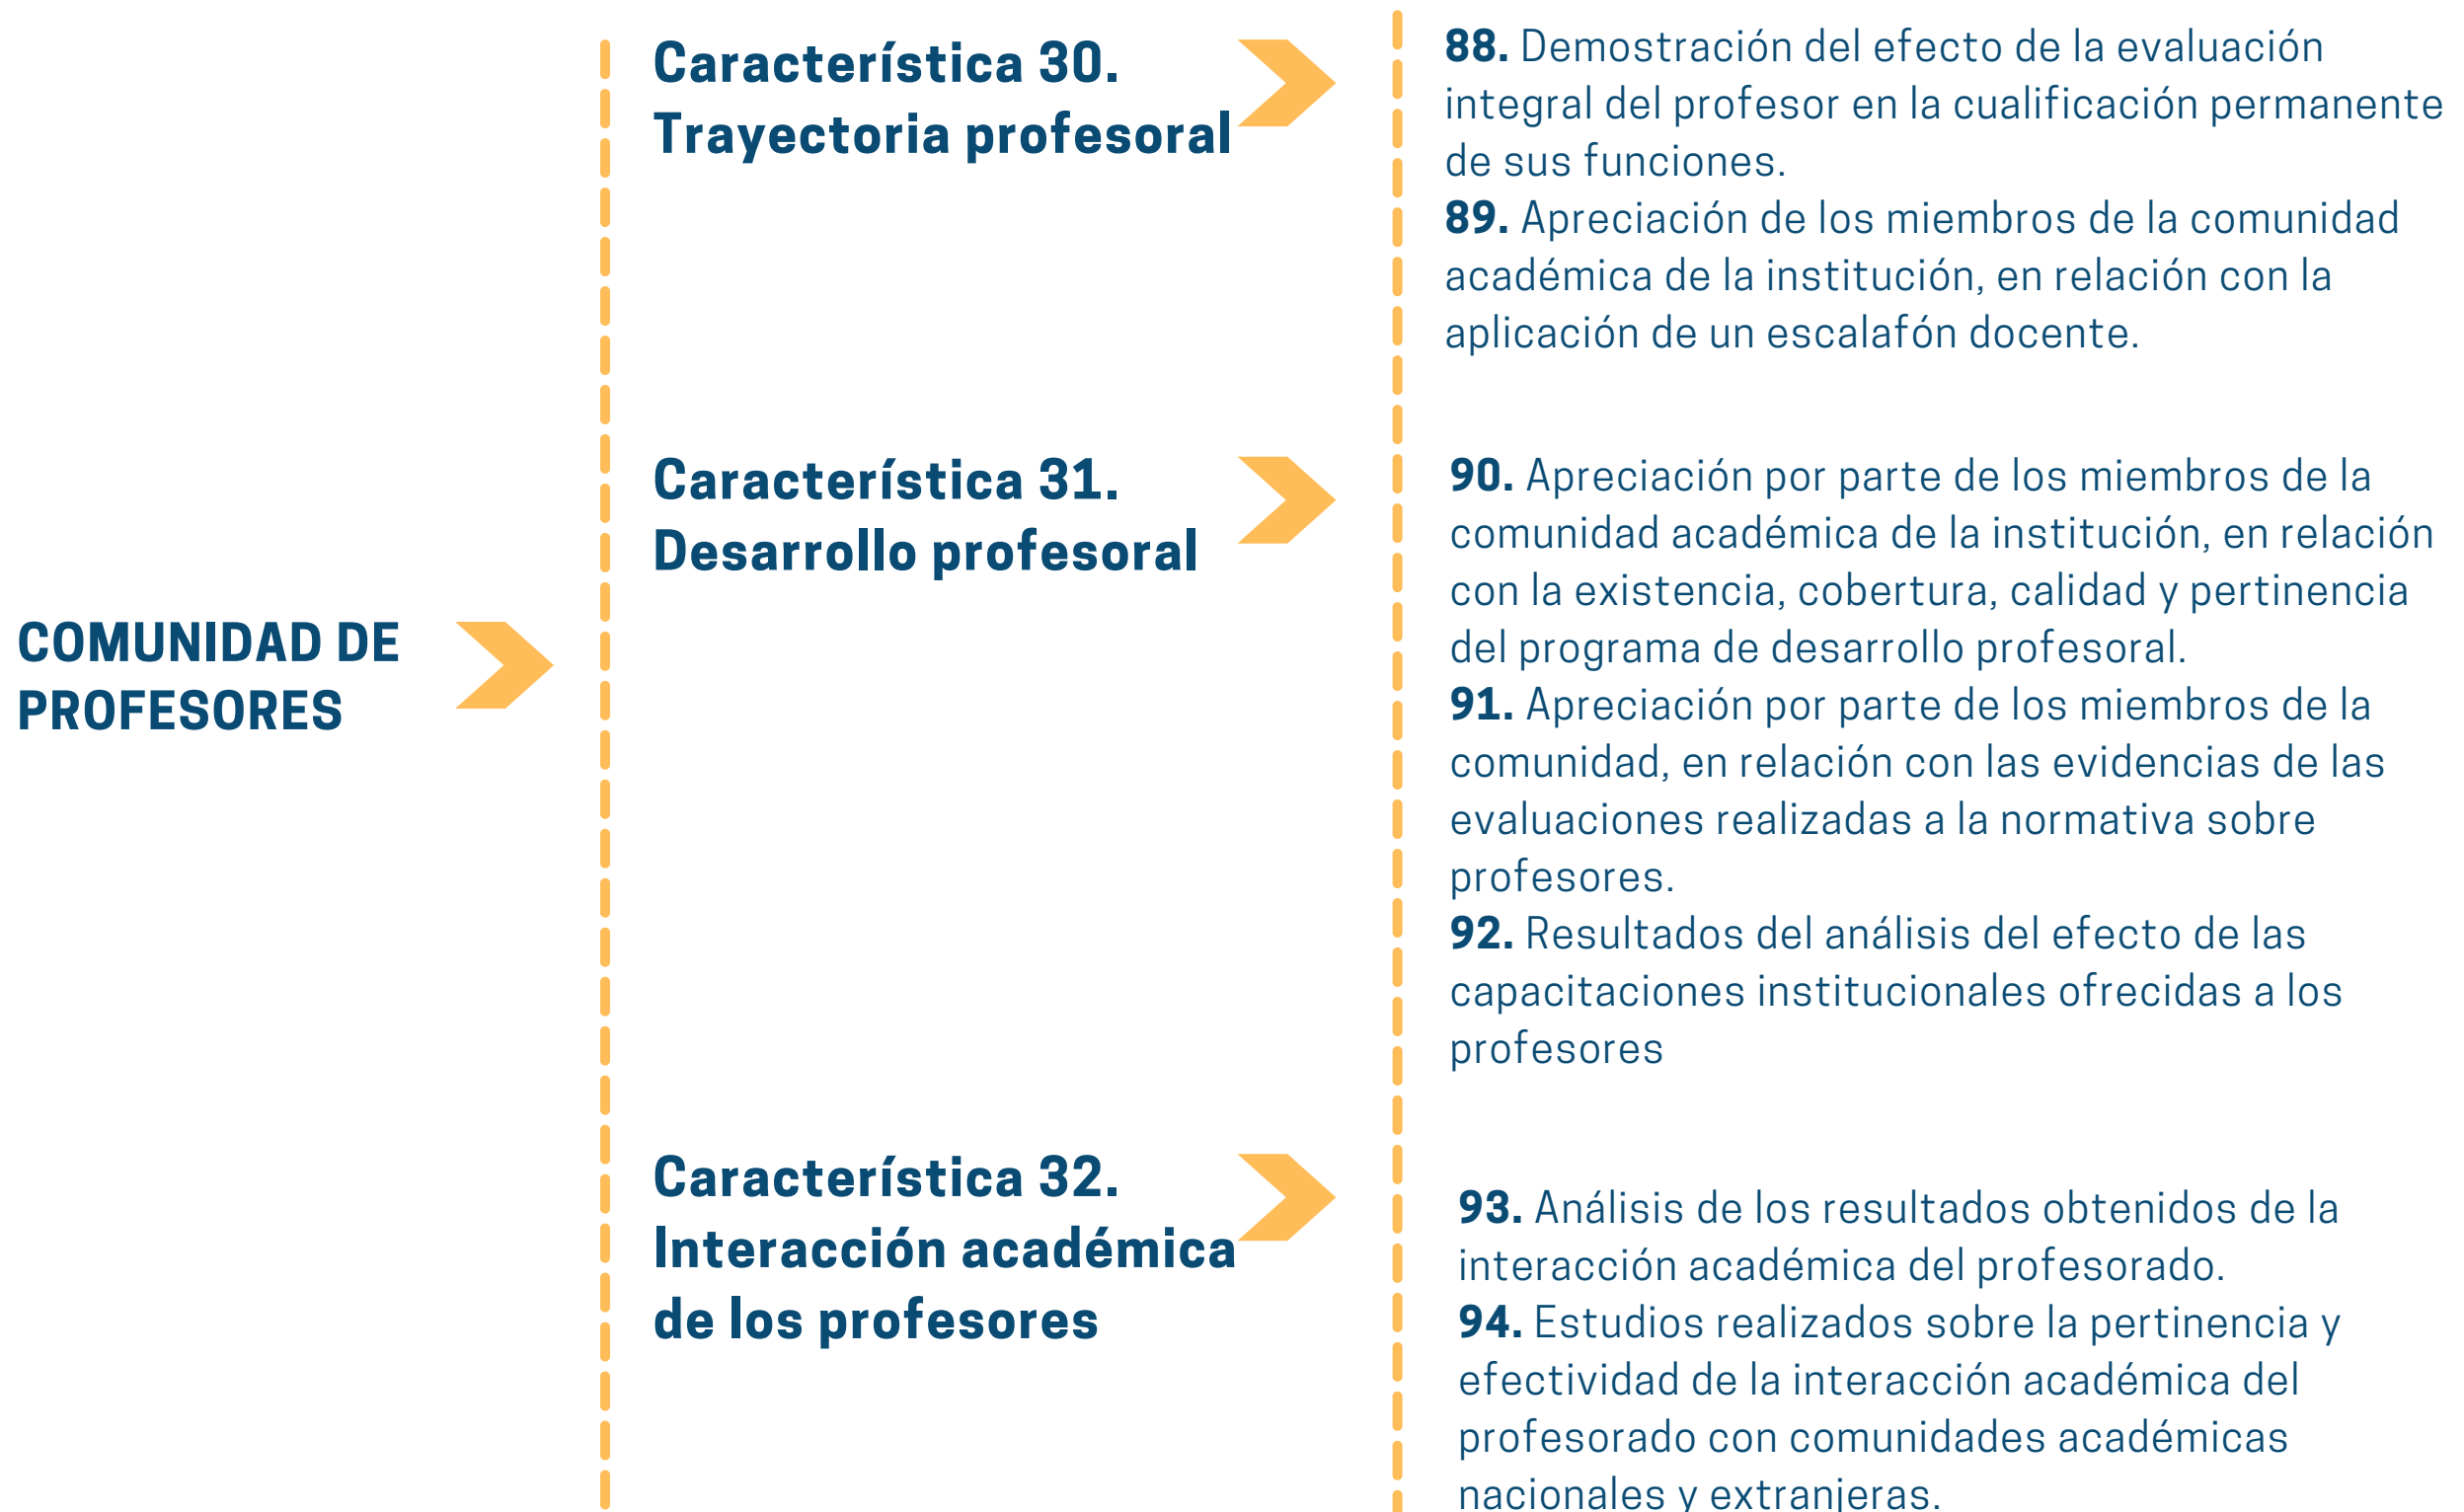 COMUNIDAD DE
PROFESORES
Característica 30.
Trayectoria profesoral
88. Demostración del efecto de la evaluación
integral del profesor en la cualificación permanente
de sus funciones.
89. Apreciación de los miembros de la comunidad
académica de la institución, en relación con la
aplicación de un escalafón docente.
Característica 31.
Desarrollo profesoral
90. Apreciación por parte de los miembros de la
comunidad académica de la institución, en relación
con la existencia, cobertura, calidad y pertinencia
del programa de desarrollo profesoral.
91. Apreciación por parte de los miembros de la
comunidad, en relación con las evidencias de las
evaluaciones realizadas a la normativa sobre
profesores.
92. Resultados del análisis del efecto de las
capacitaciones institucionales ofrecidas a los
profesores
Característica 32.
Interacción académica
de los profesores
93. Análisis de los resultados obtenidos de la
interacción académica del profesorado.
94. Estudios realizados sobre la pertinencia y
efectividad de la interacción académica del
profesorado con comunidades académicas
nacionales y extranjeras.